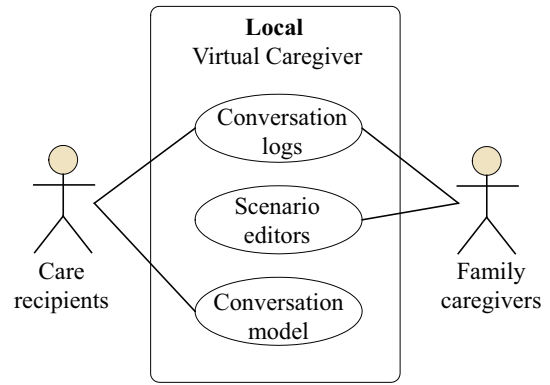 Local
Virtual Caregiver
Conversation
logs
Scenario
editors
Conversation
model
Care
recipients
Family
caregivers